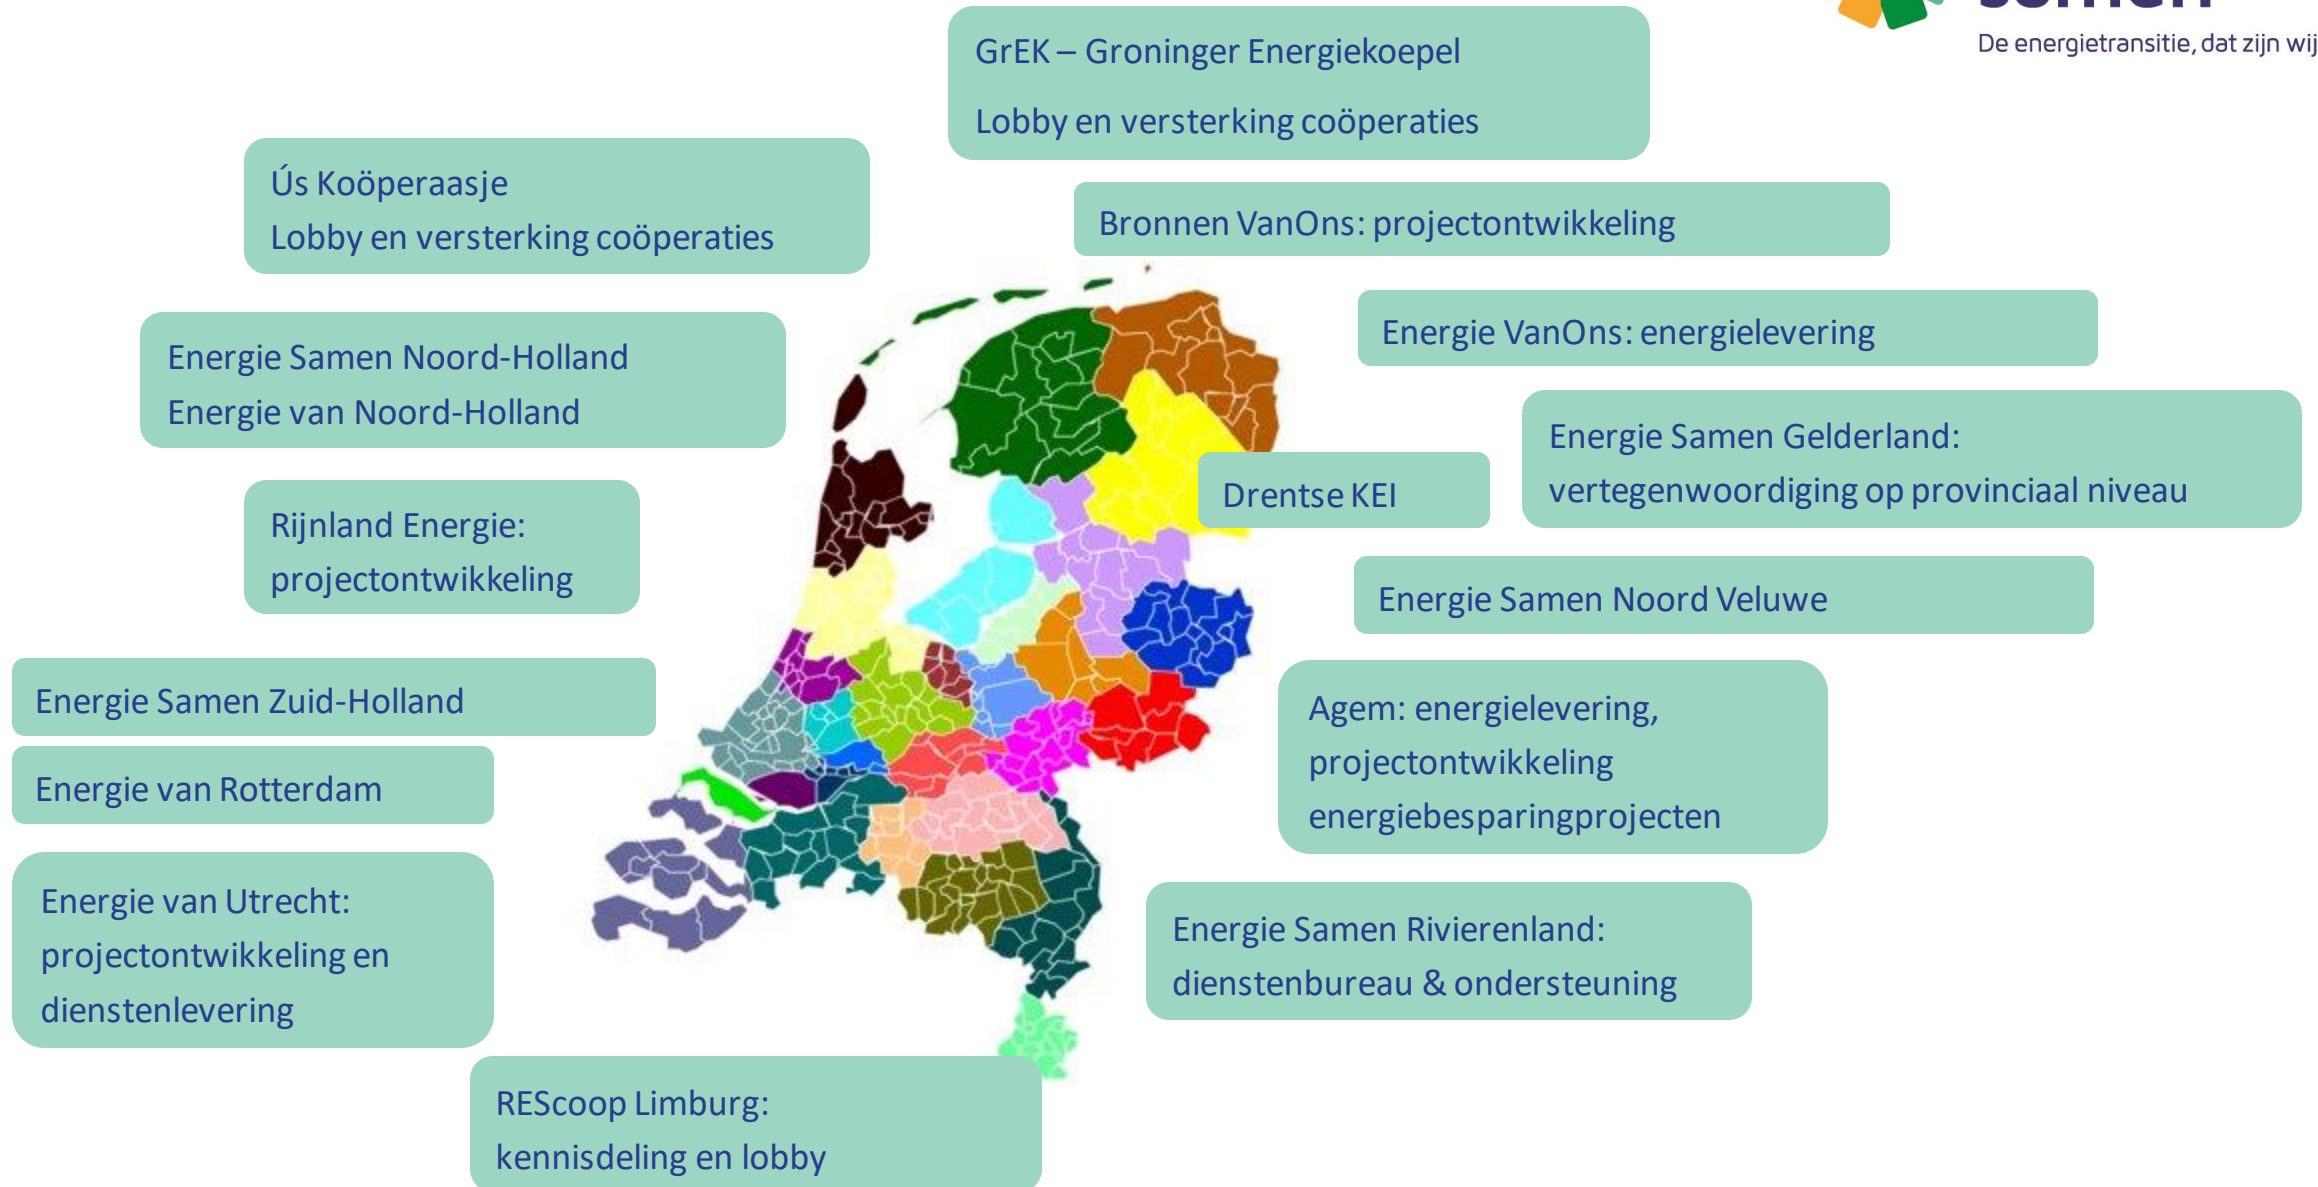 samen
De energietransitie, dat zijn wij
GrEK – Groninger Energiekoepel
Lobby en versterking coöperaties
Ús Koöperaasje
Lobby en versterking coöperaties
Bronnen VanOns: projectontwikkeling
Energie Samen Noord-Holland
Energie van Noord-Holland
Energie VanOns: energielevering
Energie Samen Gelderland:
vertegenwoordiging op provinciaal niveau
Drentse KEI
Rijnland Energie:
projectontwikkeling
Energie Samen Noord Veluwe
Energie Samen Zuid-Holland
Agem: energielevering,
projectontwikkeling
energiebesparingprojecten
Energie van Rotterdam
Energie van Utrecht:
projectontwikkeling en
dienstenlevering
Energie Samen Rivierenland:
dienstenbureau & ondersteuning
REScoop Limburg:
kennisdeling en lobby